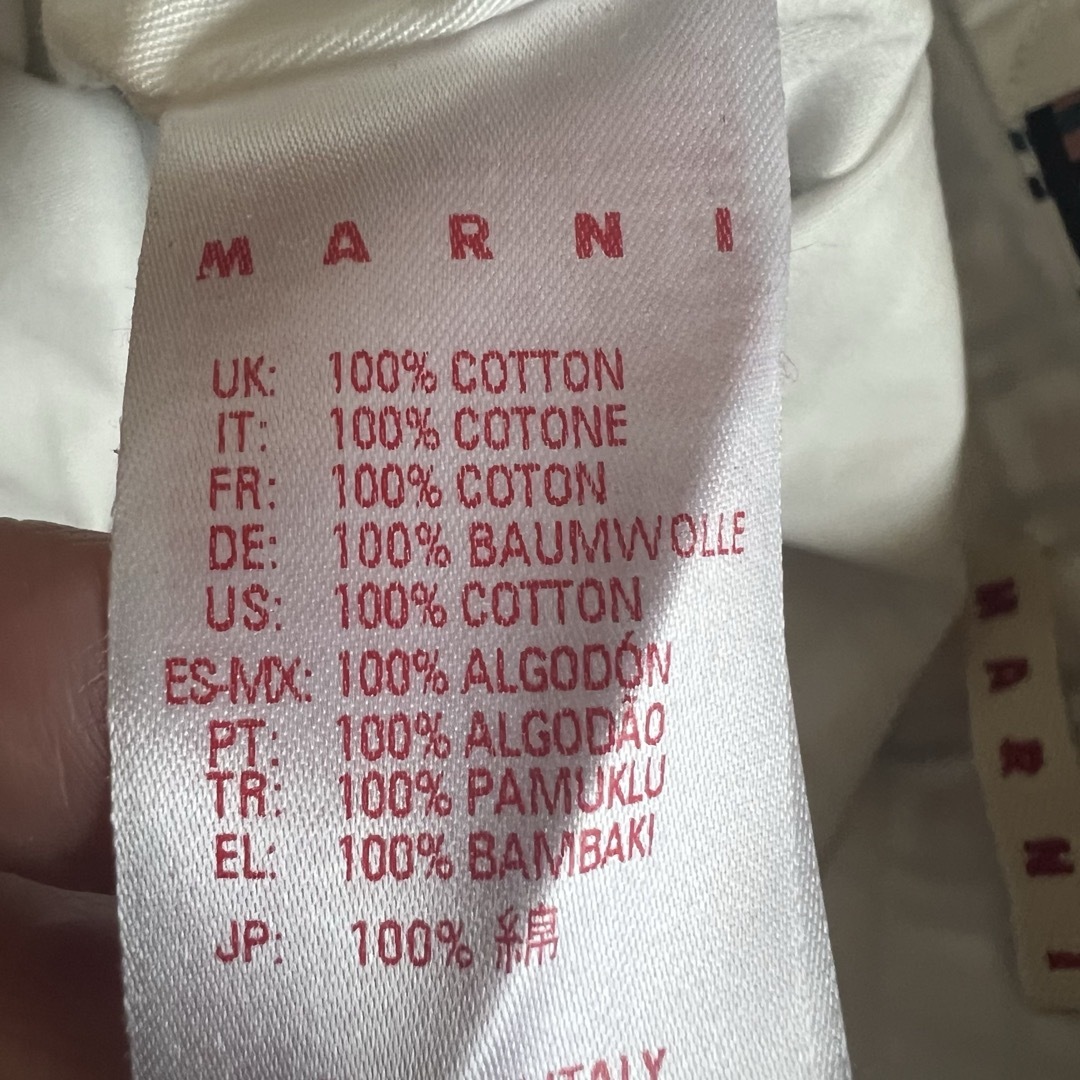 M A R N I
UK: 100% COTTON
IT: 100% COTONE
FR: 100% COTON
DE: 100% BAUMWOLLE
US: 100% COTTON
ES-MX: 100% ALGODÓN
PT: 100% ALGODÃO
TR: 100% PAMUKLU
EL: 100% BAMBAKI
JP: 100% 綿
ITALY
M A R N I